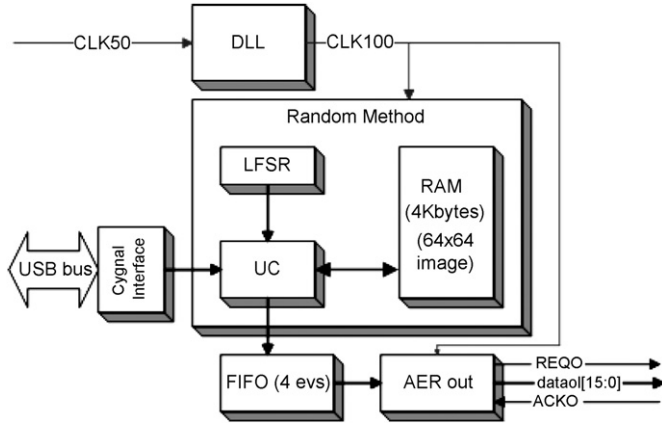 CLK50
DLL
CLK100
Random Method
LFSR
RAM
(4Kbytes)
(64x64
image)
USB bus
Cygnal
Interface
UC
FIFO (4 evs)
AER out
REQO
dataol[15:0]
ACKO